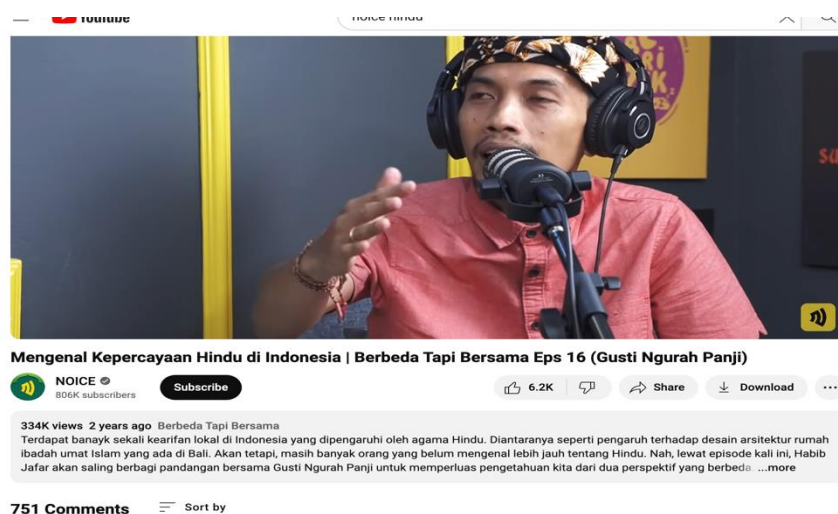 YouTube
noice hindu
Mengenal Kepercayaan Hindu di Indonesia | Berbeda Tapi Bersama Eps 16 (Gusti Ngurah Panji)
NOICE
806K subscribers
Subscribe
6.2K
Share
Download
334K views 2 years ago Berbeda Tapi Bersama
Terdapat banayk sekali kearifan lokal di Indonesia yang dipengaruhi oleh agama Hindu. Diantaranya seperti pengaruh terhadap desain arsitektur rumah
ibadah umat Islam yang ada di Bali. Akan tetapi, masih banyak orang yang belum mengenal lebih jauh tentang Hindu. Nah, lewat episode kali ini, Habib
Jafar akan saling berbagi pandangan bersama Gusti Ngurah Panji untuk memperluas pengetahuan kita dari dua perspektif yang berbeda. ...more
751 Comments
Sort by